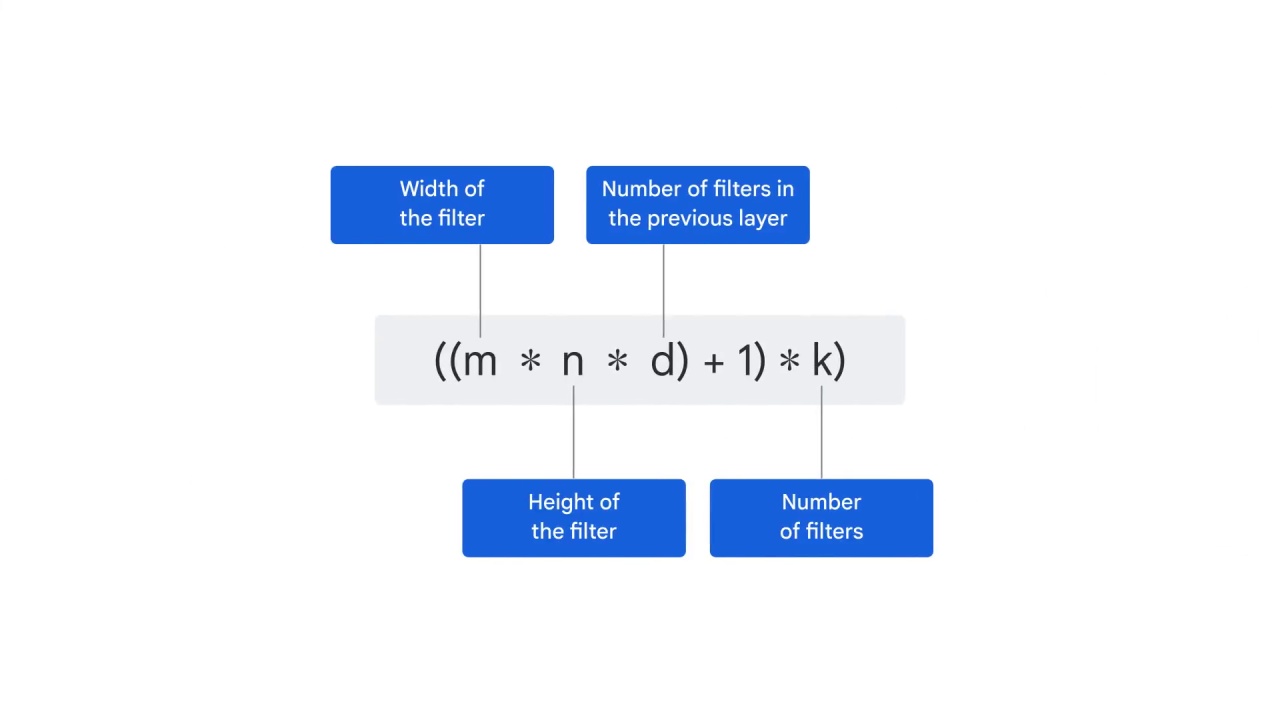 Width of
the filter
Number of filters in
the previous layer
((m * n * d) + 1) * k)
Height of
the filter
Number
of filters